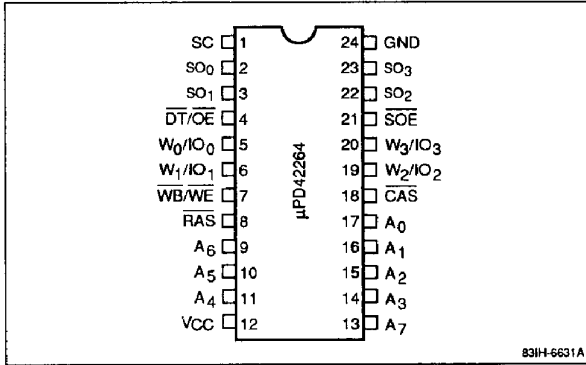 SC 1 24 GND
SO0 2 23 SO3
SO1 3 22 SO2
DT/OE 4 21 SOE
W0/IO0 5 20 W3/IO3
W1/IO1 6 19 W2/IO2
WB/WE 7 18 CAS
RAS 8 17 A0
A6 9 16 A1
A5 10 15 A2
A4 11 14 A3
VCC 12 13 A7
μPD42264
83IH-6631A